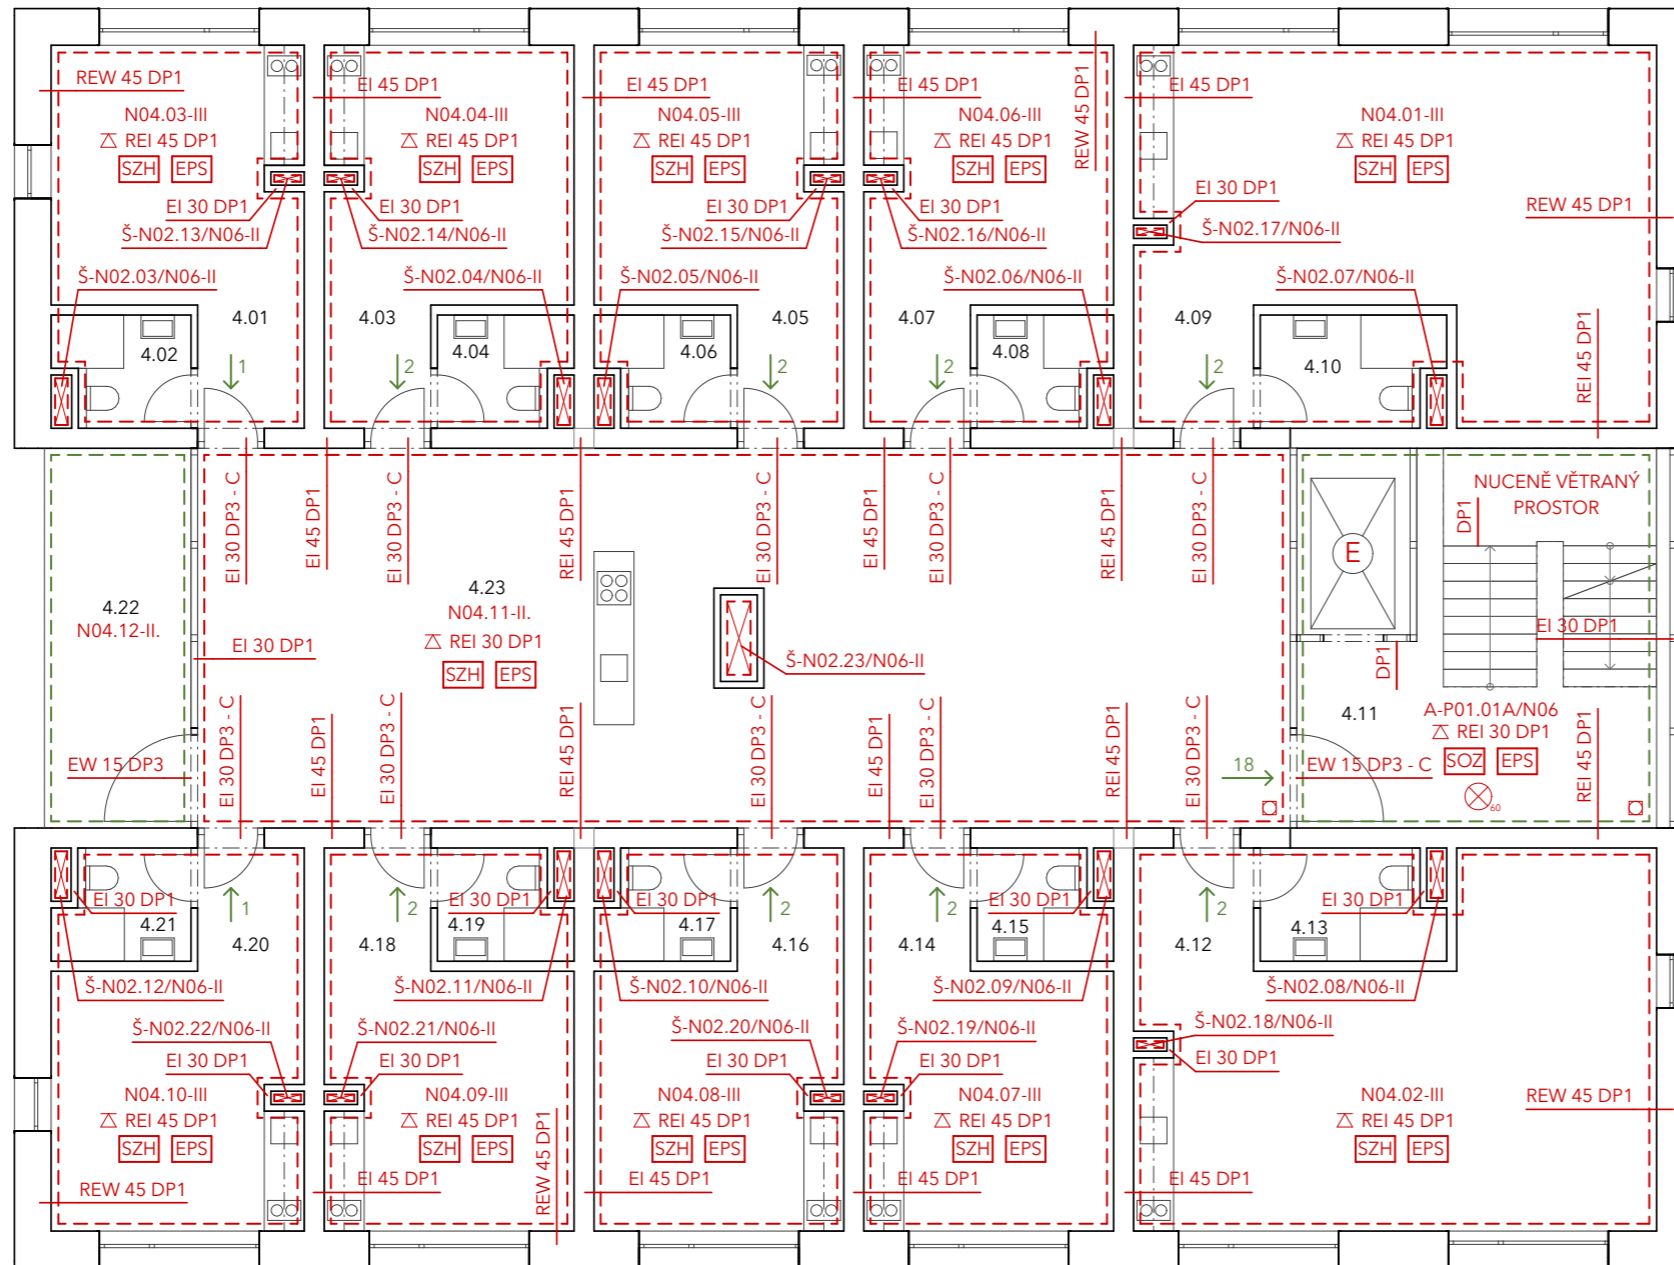 REW 45 DP1
N04.03-III
REI 45 DP1
SZH EPS
EI 30 DP1
Š-N02.13/N06-II
Š-N02.03/N06-II
4.01
4.02
1
EI 45 DP1
N04.04-III
REI 45 DP1
SZH EPS
EI 30 DP1
Š-N02.14/N06-II
Š-N02.04/N06-II
4.03
4.04
2
EI 45 DP1
N04.05-III
REI 45 DP1
SZH EPS
EI 30 DP1
Š-N02.15/N06-II
Š-N02.05/N06-II
4.05
4.06
2
EI 45 DP1
N04.06-III
REI 45 DP1
SZH EPS
REW 45 DP1
EI 30 DP1
Š-N02.16/N06-II
Š-N02.06/N06-II
4.07
4.08
2
EI 45 DP1
N04.01-III
REI 45 DP1
SZH EPS
EI 30 DP1
REW 45 DP1
Š-N02.17/N06-II
Š-N02.07/N06-II
4.09
4.10
2
REI 45 DP1
EI 30 DP3 - C
EI 45 DP1
EI 30 DP3 - C
REI 45 DP1
EI 30 DP3 - C
EI 45 DP1
EI 30 DP3 - C
REI 45 DP1
EI 30 DP3 - C
NUCENĚ VĚTRANÝ
PROSTOR
DP1
E
4.22
N04.12-II.
4.23
N04.11-II.
REI 30 DP1
SZH EPS
EI 30 DP1
Š-N02.23/N06-II
EI 30 DP1
DP1
4.11
A-P01.01A/N06
REI 30 DP1
SOZ EPS
60
REI 45 DP1
EW 15 DP3
18
EW 15 DP3 - C
EI 30 DP3 - C
EI 45 DP1
EI 30 DP3 - C
REI 45 DP1
EI 30 DP3 - C
EI 45 DP1
EI 30 DP3 - C
REI 45 DP1
EI 30 DP3 - C
EI 30 DP1
4.21
1
4.20
Š-N02.12/N06-II
Š-N02.22/N06-II
EI 30 DP1
N04.10-III
REI 45 DP1
SZH EPS
REW 45 DP1
2
EI 30 DP1
4.18
4.19
Š-N02.11/N06-II
Š-N02.21/N06-II
EI 30 DP1
N04.09-III
REI 45 DP1
SZH EPS
EI 45 DP1
REW 45 DP1
EI 30 DP1
2
4.17
4.16
Š-N02.10/N06-II
Š-N02.20/N06-II
EI 30 DP1
N04.08-III
REI 45 DP1
SZH EPS
EI 45 DP1
2
EI 30 DP1
4.14
4.15
Š-N02.09/N06-II
Š-N02.19/N06-II
EI 30 DP1
N04.07-III
REI 45 DP1
SZH EPS
EI 45 DP1
2
EI 30 DP1
4.12
4.13
Š-N02.08/N06-II
Š-N02.18/N06-II
EI 30 DP1
N04.02-III
REI 45 DP1
SZH EPS
REW 45 DP1
EI 45 DP1